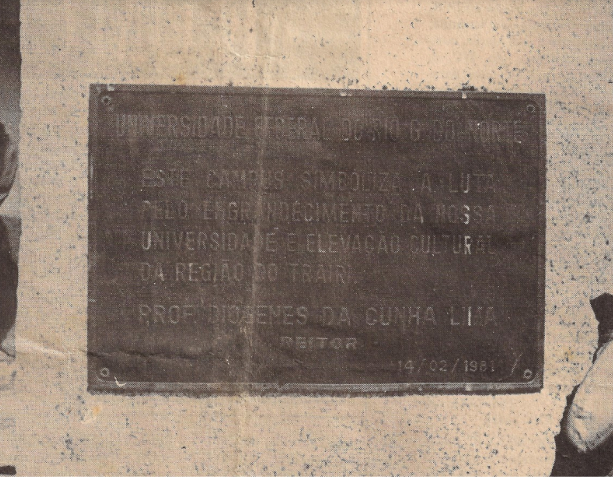 UNIVERSIDADE FEDERAL DO RIO G. DO NORTE
ESTE CAMPUS SIMBOLIZA A LUTA
PELO ENGRANDECIMENTO DA NOSSA
UNIVERSIDADE E ELEVAÇÃO CULTURAL
DA REGIÃO DO TRAIRI
PROF. DIOGENES DA CUNHA LIMA
REITOR
14/02/1981